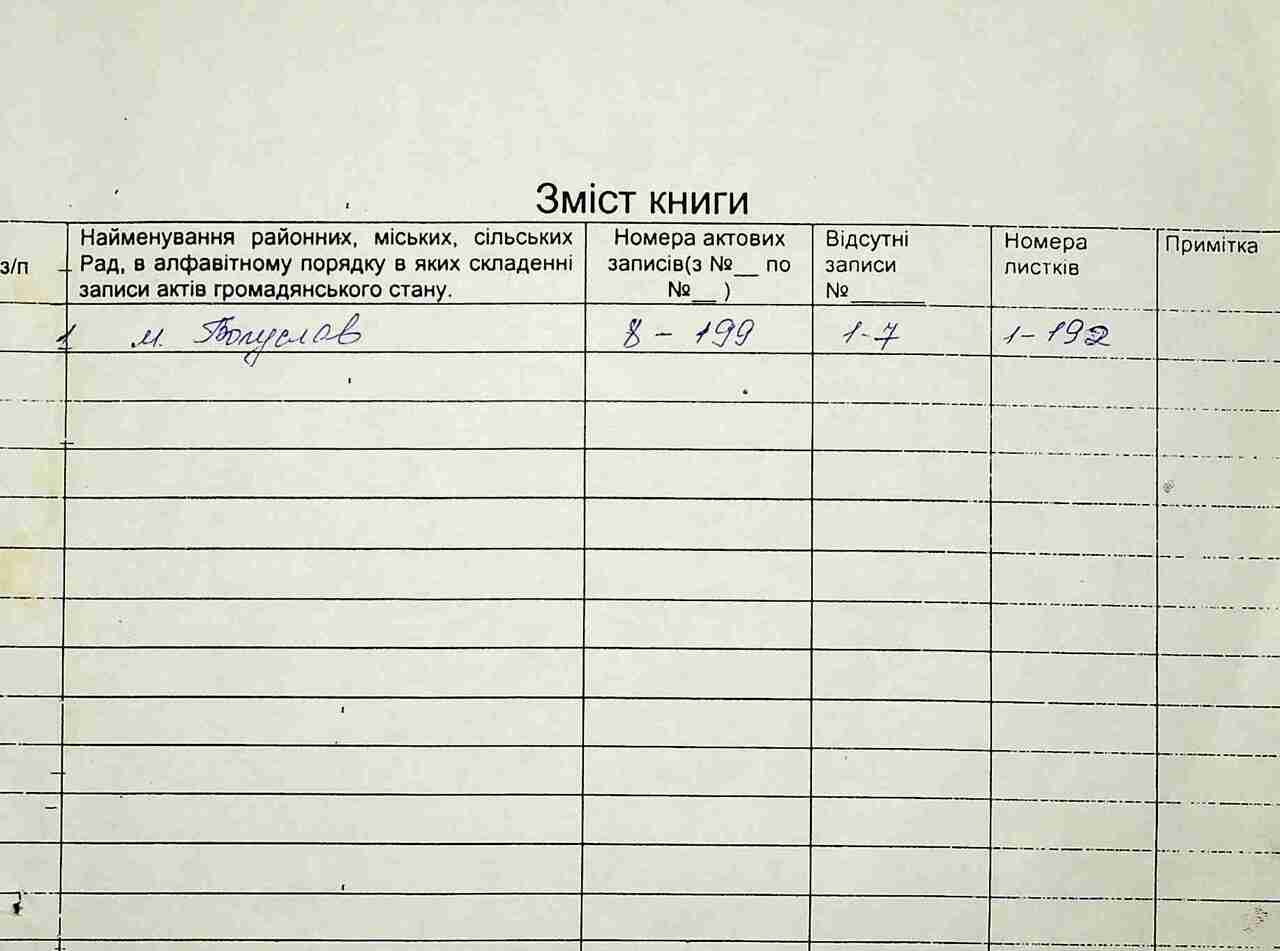 Зміст книги
з/п
Найменування районних, міських, сільських
Рад, в алфавітному порядку в яких складенні
записи актів громадянського стану.
Номера актових
записів(з №__ по
№__ )
Відсутні
записи
№______
Номера
листків
Примітка
1 м. Богуслав 8 - 199 1-7 1-192